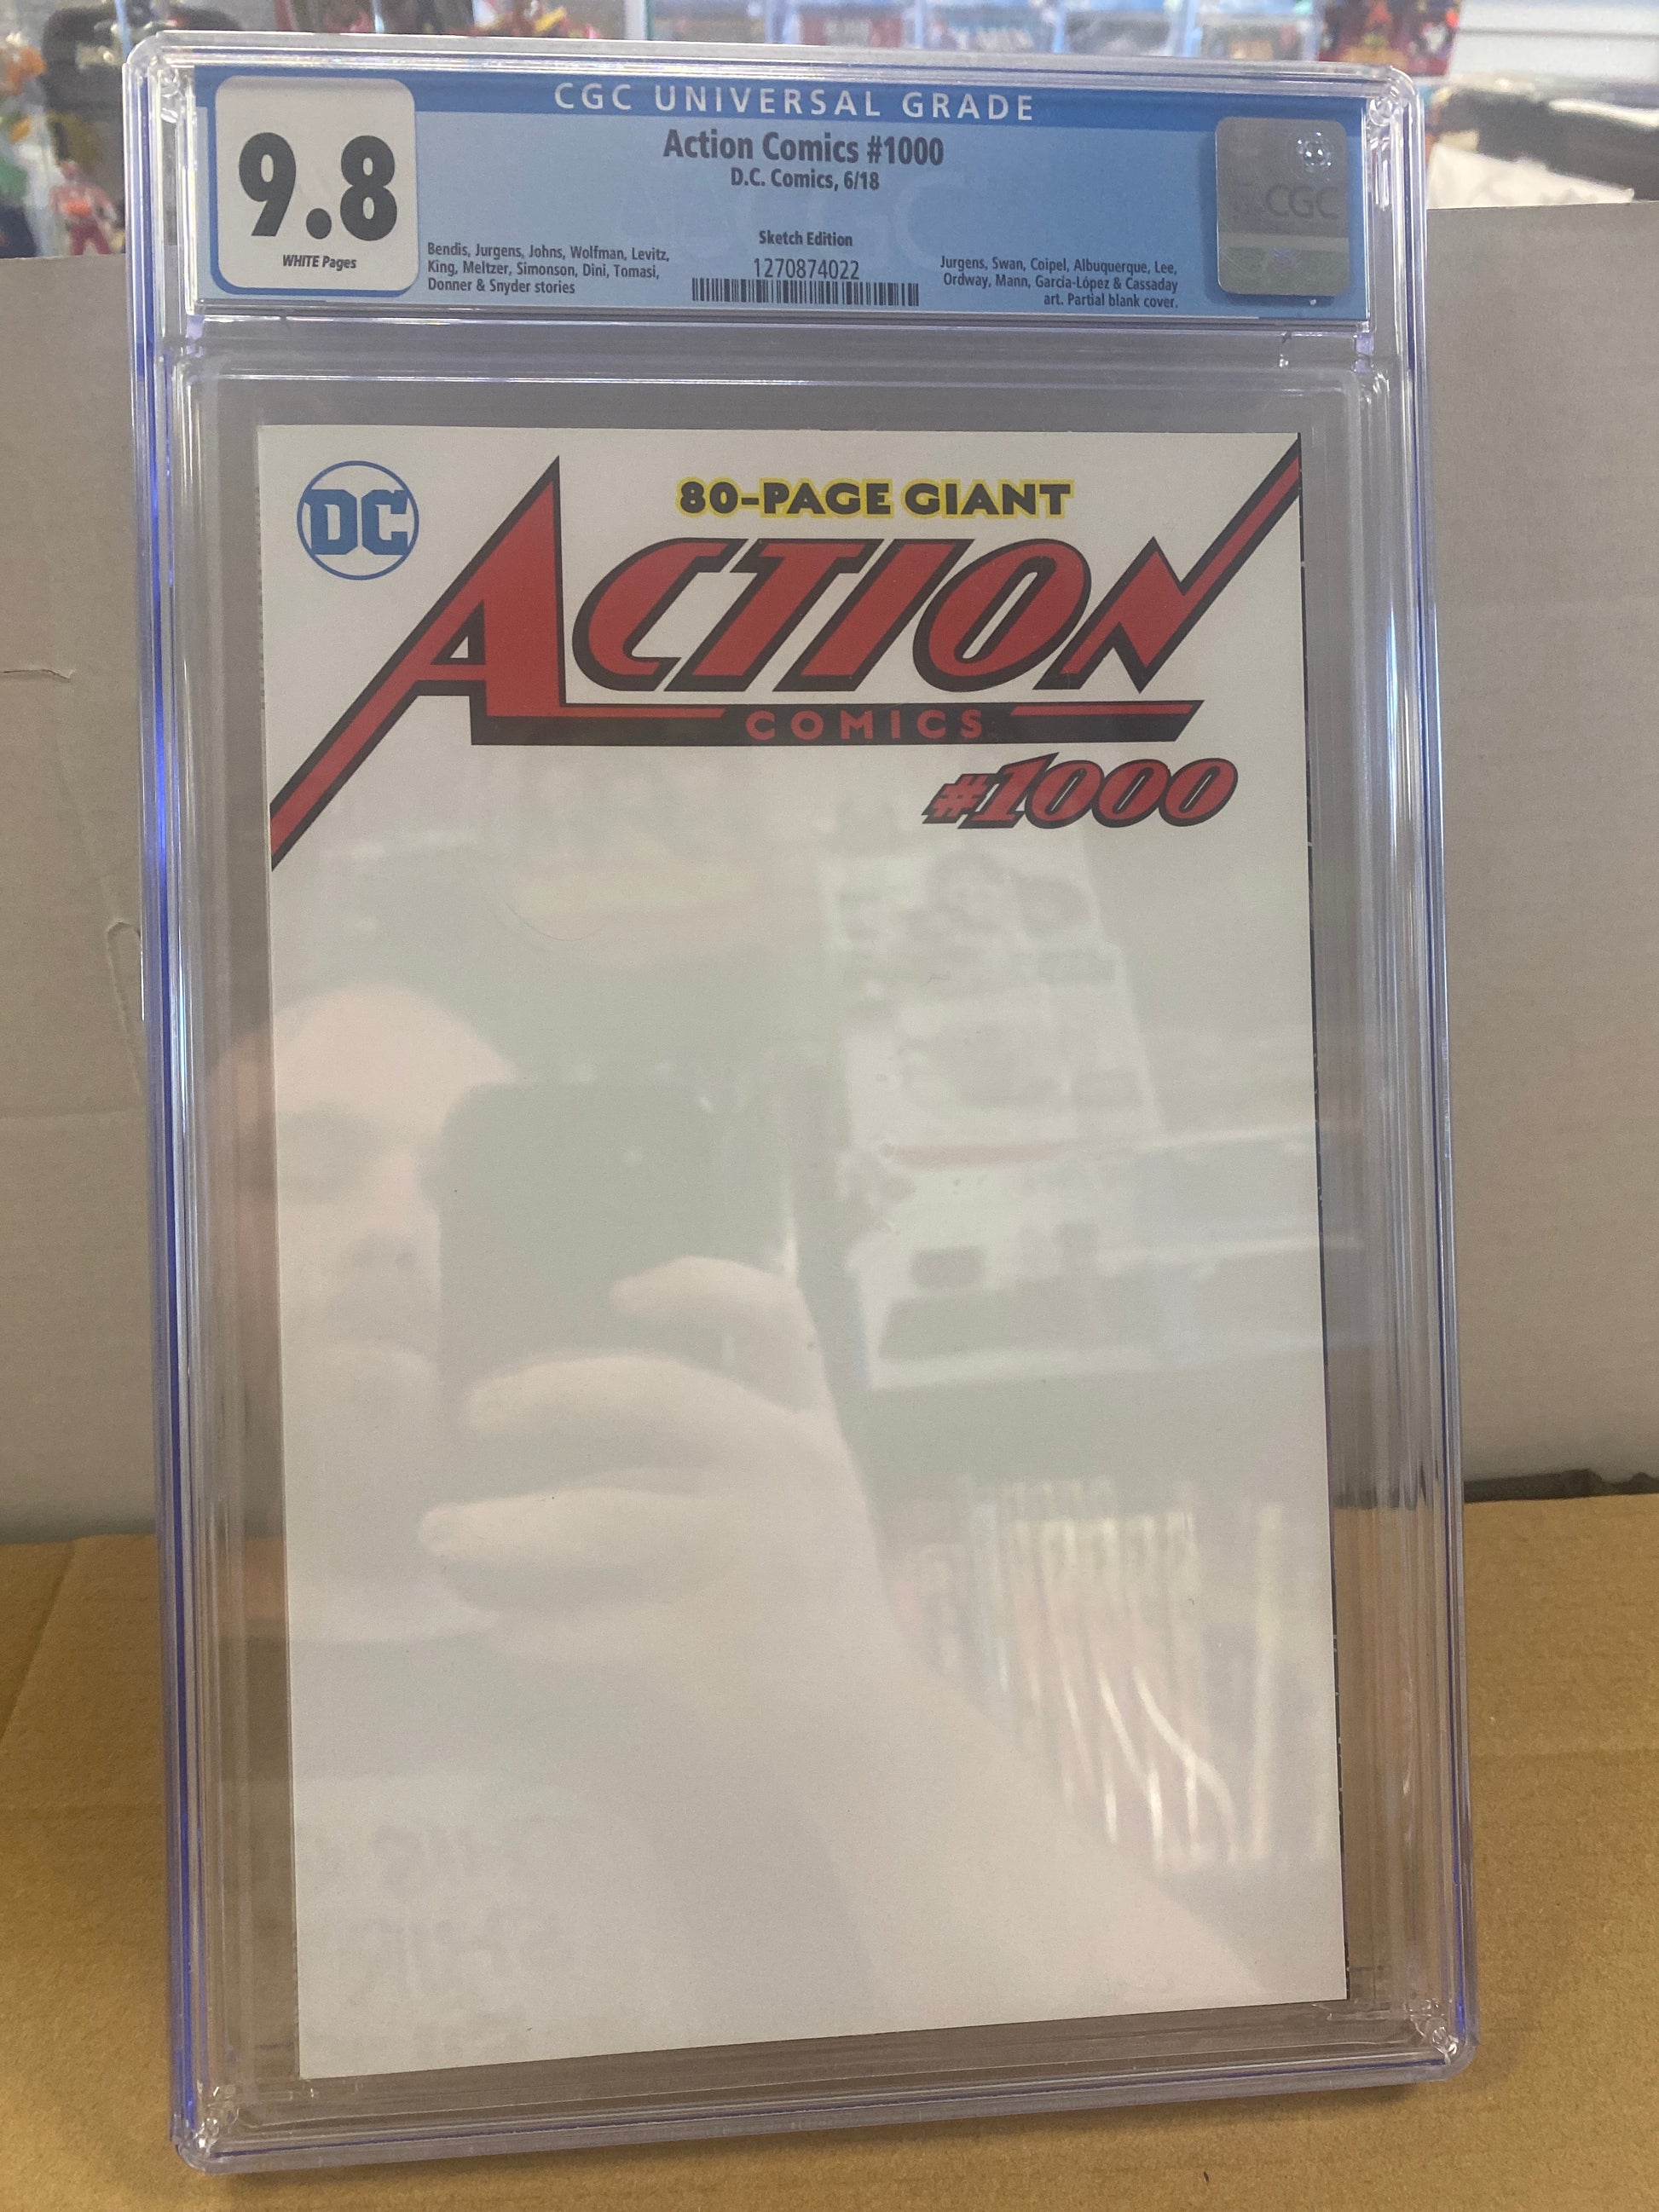 CGC UNIVERSAL GRADE
9.8
WHITE Pages
Action Comics #1000
D.C. Comics, 6/18
Sketch Edition
1270874022
Bendis, Jurgens, Johns, Wolfman, Levitz,
King, Meltzer, Simonson, Dini, Tomasi,
Donner & Snyder stories
Jurgens, Swan, Coipel, Albuquerque, Lee,
Ordway, Mann, García-López & Cassaday
art. Partial blank cover.
CGC
DC
80-PAGE GIANT
ACTION
COMICS
#1000